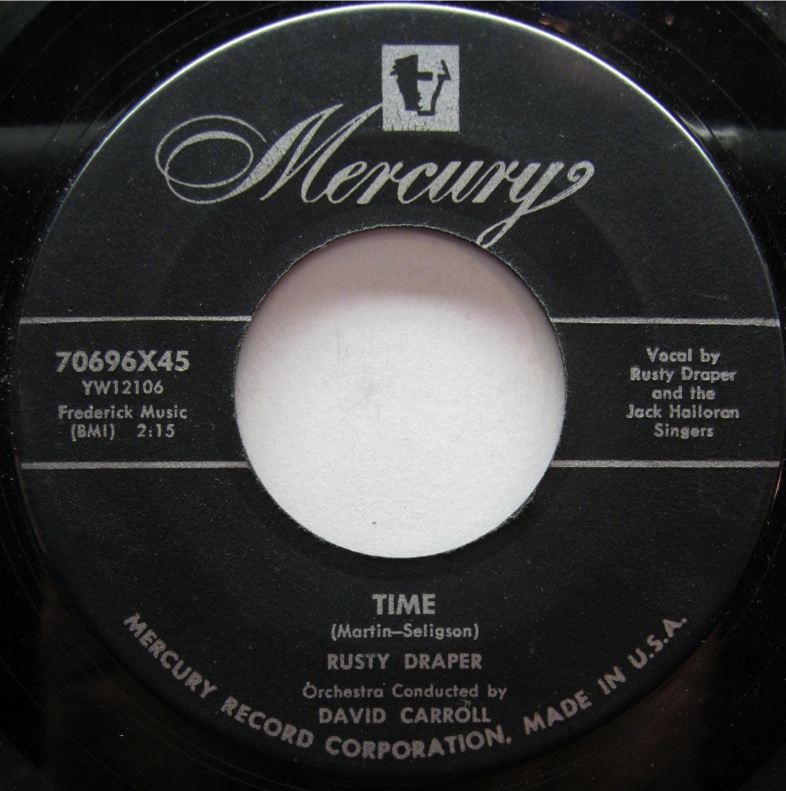 Mercury
70696X45
YW12106
Frederick Music
(BMI) 2:15
Vocal by
Rusty Draper
and the
Jack Halloran
Singers
TIME
(Martin—Seligson)
RUSTY DRAPER
Orchestra Conducted by
DAVID CARROLL
MERCURY RECORD CORPORATION, MADE IN U.S.A.